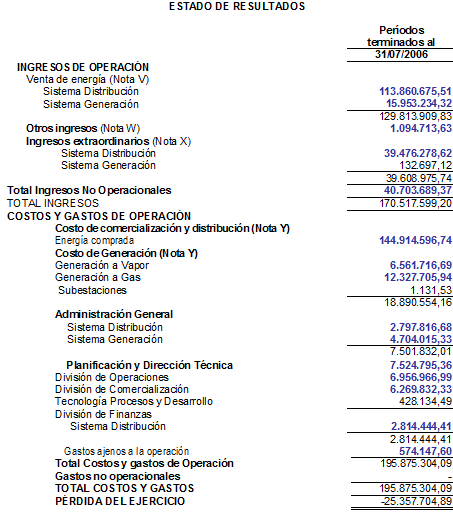 ESTADO DE RESULTADOS
Períodos
terminados al
31/07/2006
INGRESOS DE OPERACIÓN
Venta de energía (Nota V)
Sistema Distribución 113.860.675,51
Sistema Generación 15.953.234,32
129.813.909,83
Otros ingresos (Nota W) 1.094.713,63
Ingresos extraordinarios (Nota X)
Sistema Distribución 39.476.278,62
Sistema Generación 132.697,12
39.608.975,74
Total Ingresos No Operacionales 40.703.689,37
TOTAL INGRESOS 170.517.599,20
COSTOS Y GASTOS DE OPERACIÓN
Costo de comercialización y distribución (Nota Y)
Energía comprada 144.914.596,74
Costo de Generación (Nota Y)
Generación a Vapor 6.561.716,69
Generación a Gas 12.327.705,94
Subestaciones 1.131,53
18.890.554,16
Administración General
Sistema Distribución 2.797.816,68
Sistema Generación 4.704.015,33
7.501.832,01
Planificación y Dirección Técnica 7.524.795,36
División de Operaciones 6.956.966,99
División de Comercialización 6.269.832,33
Tecnología Procesos y Desarrollo 428.134,49
División de Finanzas
Sistema Distribución 2.814.444,41
2.814.444,41
Gastos ajenos a la operación 574.147,60
Total Costos y gastos de Operación 195.875.304,09
Gastos no operacionales -
TOTAL COSTOS Y GASTOS 195.875.304,09
PÉRDIDA DEL EJERCICIO -25.357.704,89